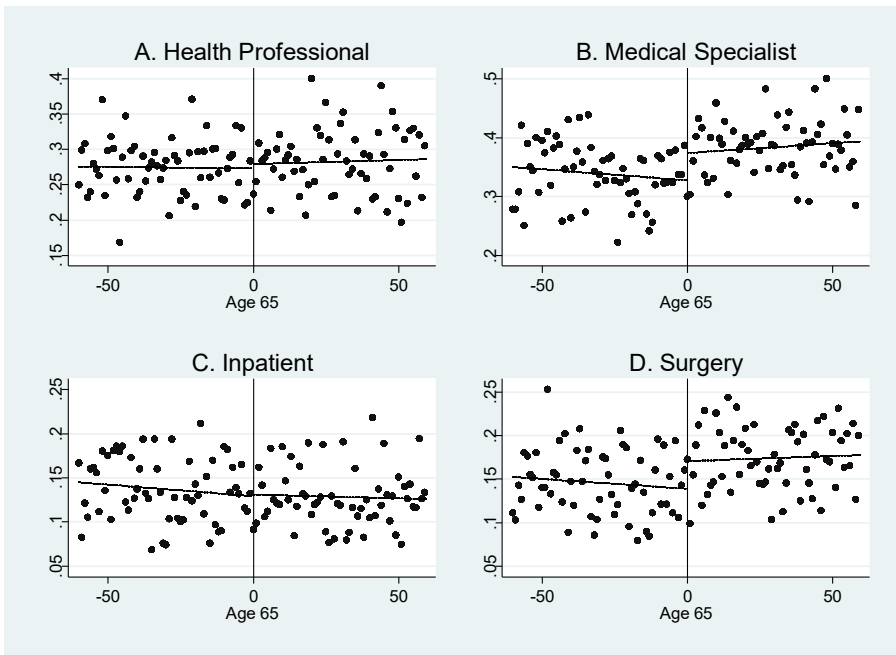 A. Health Professional
.4
.35
.3
.25
.2
.15
-50 0 50
Age 65
B. Medical Specialist
.5
.4
.3
.2
-50 0 50
Age 65
C. Inpatient
.25
.2
.15
.1
.05
-50 0 50
Age 65
D. Surgery
.25
.2
.15
.1
.05
-50 0 50
Age 65